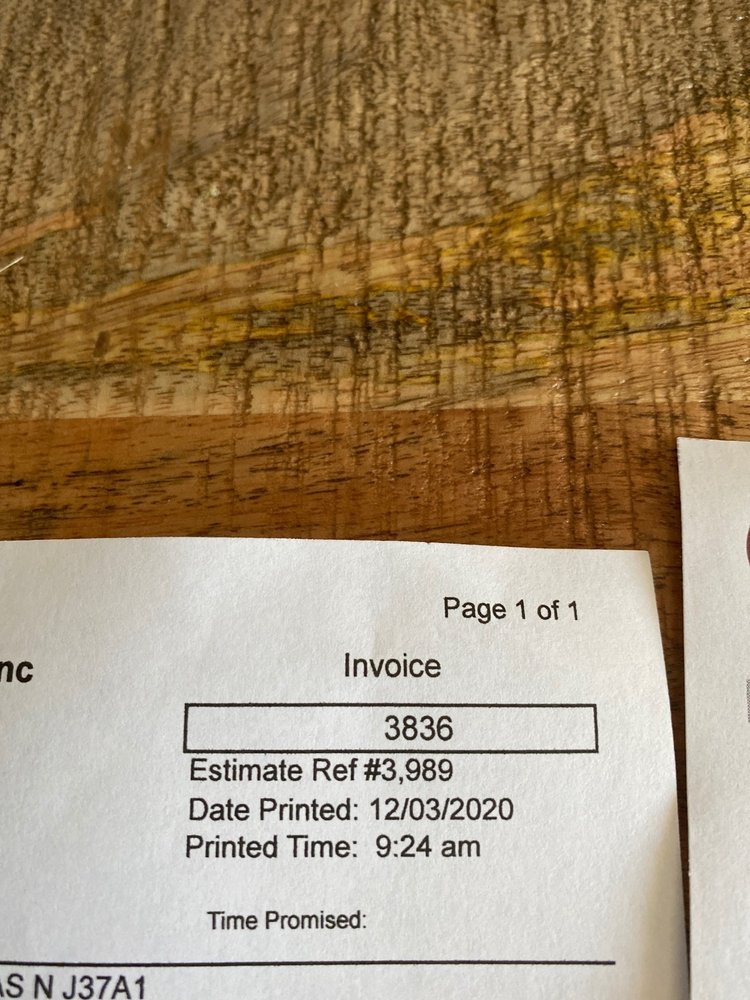 Page 1 of 1
nc
Invoice
3836
Estimate Ref #3,989
Date Printed: 12/03/2020
Printed Time: 9:24 am
Time Promised:
AS N J37A1